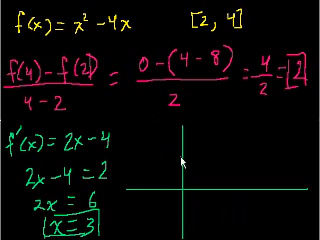 f(x) = x² - 4x [2, 4]
f(4) - f(2) / 4 - 2 = 0 - (4 - 8) / 2 = 4 / 2 = 2
f'(x) = 2x - 4
2x - 4 = 2
2x = 6
x = 3